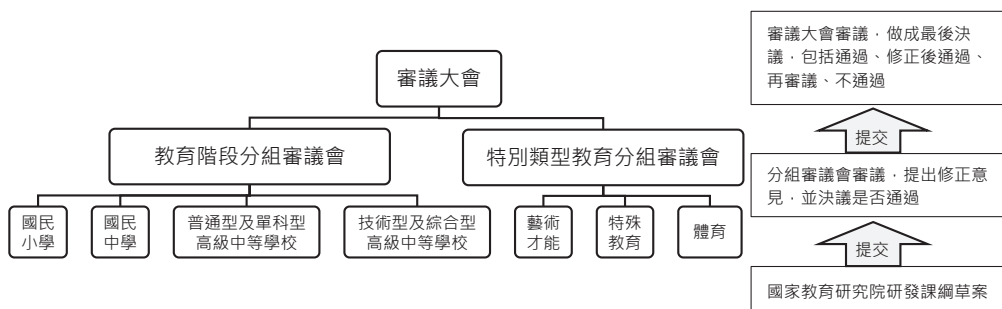 審議大會
教育階段分組審議會
特別類型教育分組審議會
國民
小學
國民
中學
普通型及單科型
高級中等學校
技術型及綜合型
高級中等學校
藝術
才能
特殊
教育
體育
審議大會審議，做成最後決
議，包括通過、修正後通過、
再審議、不通過
提交
分組審議會審議，提出修正意
見，並決議是否通過
提交
國家教育研究院研發課綱草案